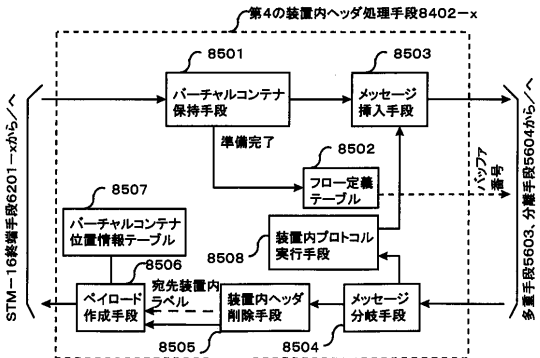 第4の装置内ヘッダ処理手段8402-x
8501
8503
バーチャルコンテナ
保持手段
メッセージ
挿入手段
準備完了
8502
フロー定義
テーブル
バッファ
番号
8507
バーチャルコンテナ
位置情報テーブル
8508
装置内プロトコル
実行手段
8506
ペイロード
作成手段
宛先装置内
ラベル
装置内ヘッダ
削除手段
メッセージ
分岐手段
8505
8504
STM-16終端手段6201-xから/へ
多重手段5603、分離手段5604から/へ